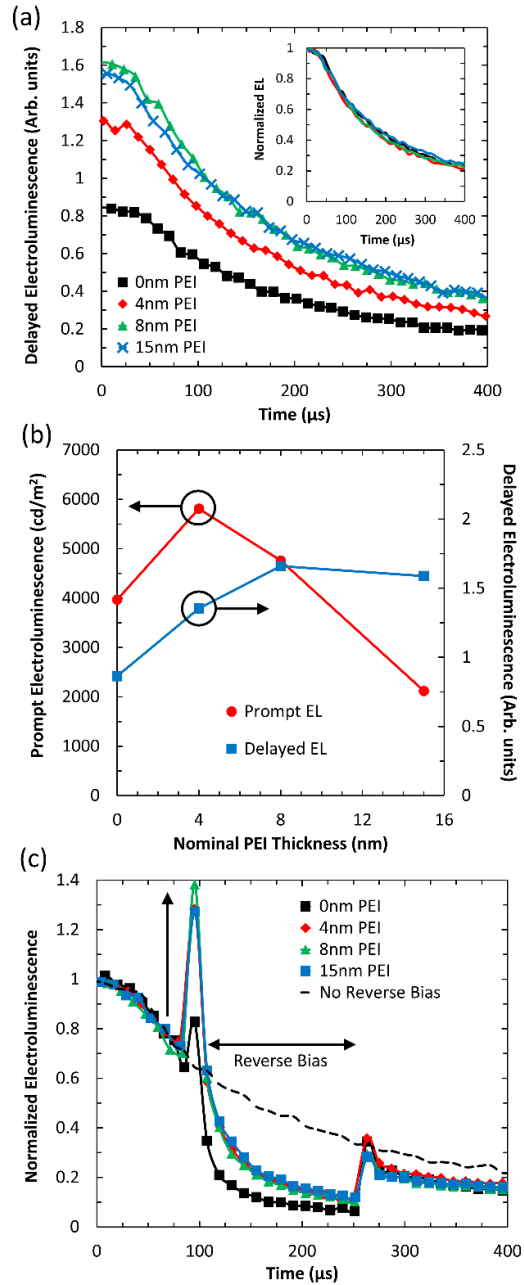 (a)
Delayed Electroluminescence (Arb. units)
1.8
1.6
1.4
1.2
1
0.8
0.6
0.4
0.2
0
0
100
200
300
400
Time (µs)
0nm PEI
4nm PEI
8nm PEI
15nm PEI
Normalized EL
1.0
0.8
0.6
0.4
0.2
0
0
100
200
300
400
Time (µs)
(b)
Prompt Electroluminescence (cd/m²)
7000
6000
5000
4000
3000
2000
1000
0
Delayed Electroluminescence (Arb. units)
2.5
2
1.5
1
0.5
0
Prompt EL
Delayed EL
0
2
4
6
8
10
12
14
16
Nominal PEI Thickness (nm)
(c)
Normalized Electroluminescence
1.4
1.2
1.0
0.8
0.6
0.4
0.2
0
0nm PEI
4nm PEI
8nm PEI
15nm PEI
No Reverse Bias
Reverse Bias
0
100
200
300
400
Time (µs)